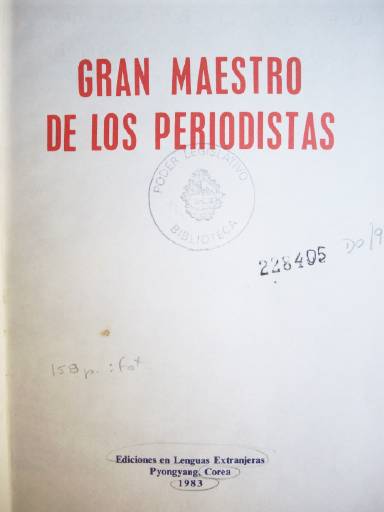 GRAN MAESTRO
DE LOS PERIODISTAS
PODER LEGISLATIVO
BIBLIOTECA
228405
158 p. : fot
Ediciones en Lenguas Extranjeras
Pyongyang, Corea
1983